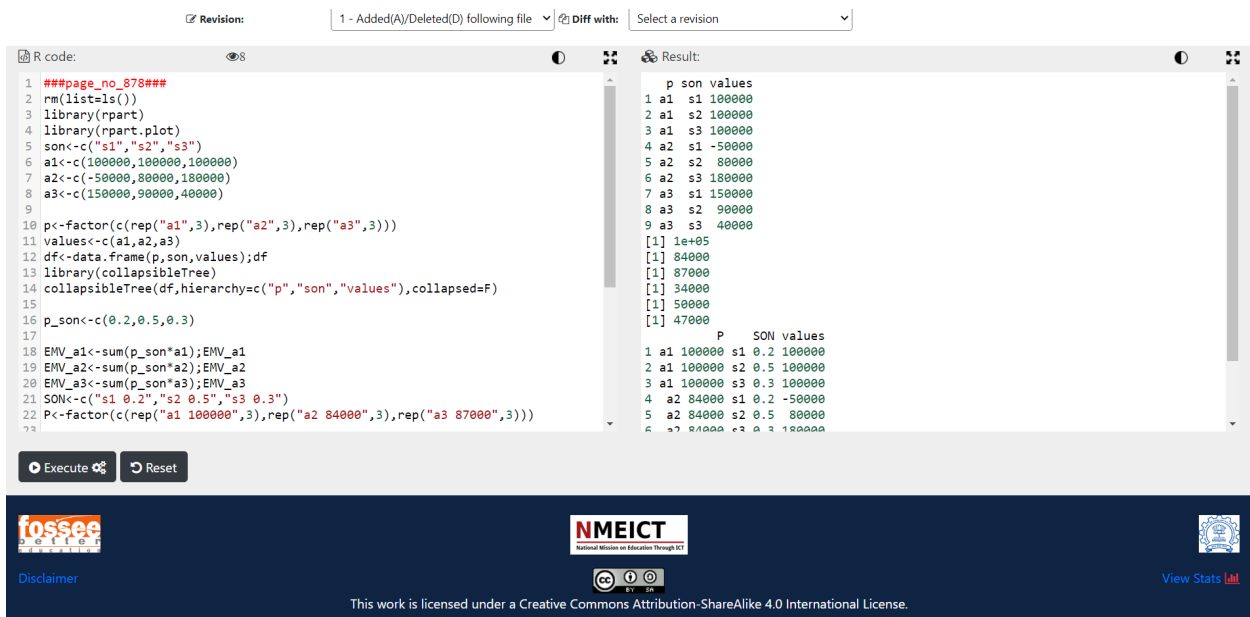 Revision:
1 - Added(A)/Deleted(D) following file
Diff with:
Select a revision
R code:
8
1 ###page_no_878###
2 rm(list=ls())
3 library(rpart)
4 library(rpart.plot)
5 son<-c("s1","s2","s3")
6 a1<-c(100000,100000,100000)
7 a2<-c(-50000,80000,180000)
8 a3<-c(150000,90000,40000)
9
10 p<-factor(c(rep("a1",3),rep("a2",3),rep("a3",3)))
11 values<-c(a1,a2,a3)
12 df<-data.frame(p,son,values);df
13 library(collapsibleTree)
14 collapsibleTree(df,hierarchy=c("p","son","values"),collapsed=F)
15
16 p_son<-c(0.2,0.5,0.3)
17
18 EMV_a1<-sum(p_son*a1);EMV_a1
19 EMV_a2<-sum(p_son*a2);EMV_a2
20 EMV_a3<-sum(p_son*a3);EMV_a3
21 SON<-c("s1 0.2","s2 0.5","s3 0.3")
22 P<-factor(c(rep("a1 100000",3),rep("a2 84000",3),rep("a3 87000",3)))
23
Result:
p son values
1 a1 s1 100000
2 a1 s2 100000
3 a1 s3 100000
4 a2 s1 -50000
5 a2 s2 80000
6 a2 s3 180000
7 a3 s1 150000
8 a3 s2 90000
9 a3 s3 40000
[1] 1e+05
[1] 84000
[1] 87000
[1] 34000
[1] 50000
[1] 47000
P SON values
1 a1 100000 s1 0.2 100000
2 a1 100000 s2 0.5 100000
3 a1 100000 s3 0.3 100000
4 a2 84000 s1 0.2 -50000
5 a2 84000 s2 0.5 80000
6 a2 84000 s3 0.3 180000
Execute
Reset
fossee
better
education
NMEICT
National Mission on Education Through ICT
Disclaimer
cc
BY SA
View Stats
This work is licensed under a Creative Commons Attribution-ShareAlike 4.0 International License.